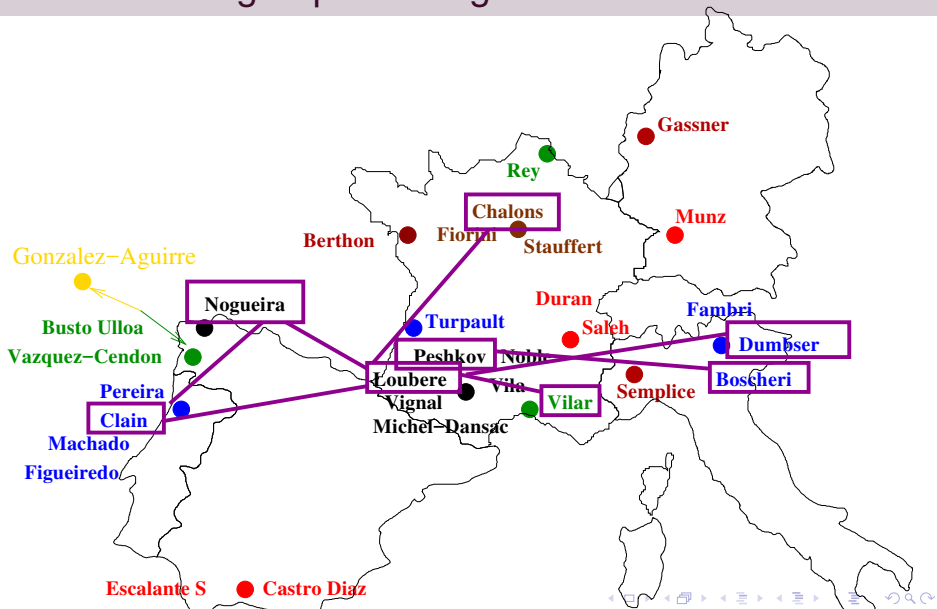 Gassner
Rey
Chalons
Munz
Berthon
Fiorini
Stauffert
Gonzalez-Aguirre
Duran
Nogueira
Fambri
Busto Ulloa
Turpault
Saleh
Dumbser
Vazquez-Cendon
Peshkov
Noble
Loubere
Vila
Boscheri
Pereira
Semplice
Vignal
Vilar
Clain
Michel-Dansac
Machado
Figueiredo
Escalante S
Castro Diaz